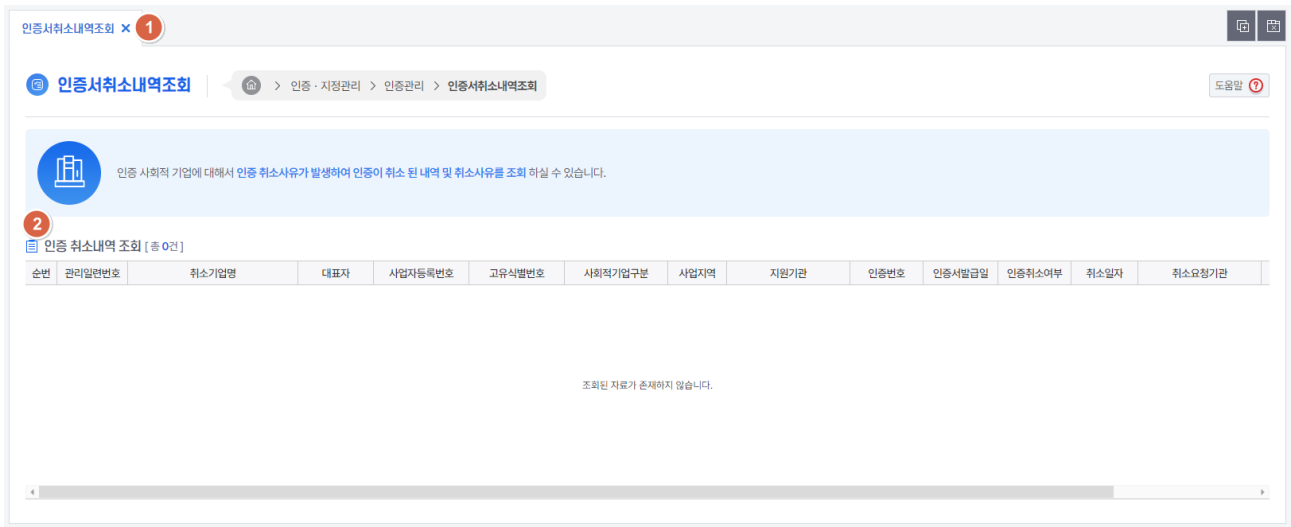 인증서취소내역조회 ✕ 1
인증서취소내역조회 > 인증 · 지정관리 > 인증관리 > 인증서취소내역조회 도움말 ?
인증 사회적 기업에 대해서 인증 취소사유가 발생하여 인증이 취소 된 내역 및 취소사유를 조회 하실 수 있습니다.
2
인증 취소내역 조회 [ 총 0건 ]
순번 관리일련번호 취소기업명 대표자 사업자등록번호 고유식별번호 사회적기업구분 사업지역 지원기관 인증번호 인증서발급일 인증취소여부 취소일자 취소요청기관
조회된 자료가 존재하지 않습니다.